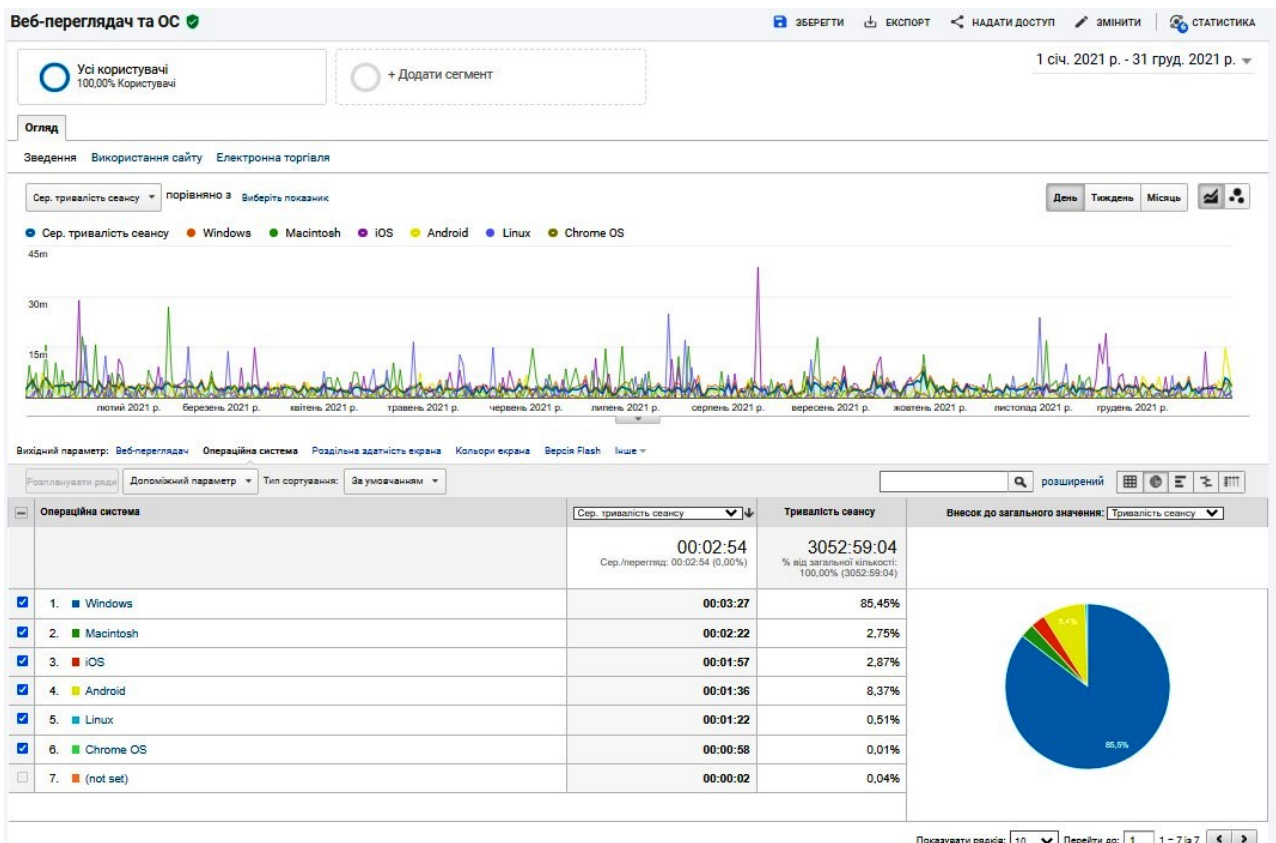 Веб-переглядач та ОС
ЗБЕРЕГТИ ЕКСПОРТ НАДАТИ ДОСТУП ЗМІНИТИ СТАТИСТИКА
Усі користувачі
100,00% Користувачі
+ Додати сегмент
1 січ. 2021 р. - 31 груд. 2021 р.
Огляд
Зведення Використання сайту Електронна торгівля
Сер. тривалість сеансу порівняно з Виберіть показник
День Тиждень Місяць
Сер. тривалість сеансу Windows Macintosh iOS Android Linux Chrome OS
45m
30m
15m
лютий 2021 р. березень 2021 р. квітень 2021 р. травень 2021 р. червень 2021 р. липень 2021 р. серпень 2021 р. вересень 2021 р. жовтень 2021 р. листопад 2021 р. грудень 2021 р.
Вихідний параметр: Веб-переглядач Операційна система Роздільна здатність екрана Кольори екрана Версія Flash Інше
Розпланувати ряди Допоміжний параметр Тип сортування: За умовчанням розширений
Операційна система Сер. тривалість сеансу Тривалість сеансу Внесок до загального значення: Тривалість сеансу
00:02:54 3052:59:04
Сер./перегляд: 00:02:54 (0,00%) % від загальної кількості:
100,00% (3052:59:04)
1. Windows 00:03:27 85,45%
2. Macintosh 00:02:22 2,75%
3. iOS 00:01:57 2,87%
4. Android 00:01:36 8,37%
5. Linux 00:01:22 0,51%
6. Chrome OS 00:00:58 0,01%
7. (not set) 00:00:02 0,04%
8,4%
85,5%
Показувати рядків: 10 Перейти до: 1 1 – 7 із 7